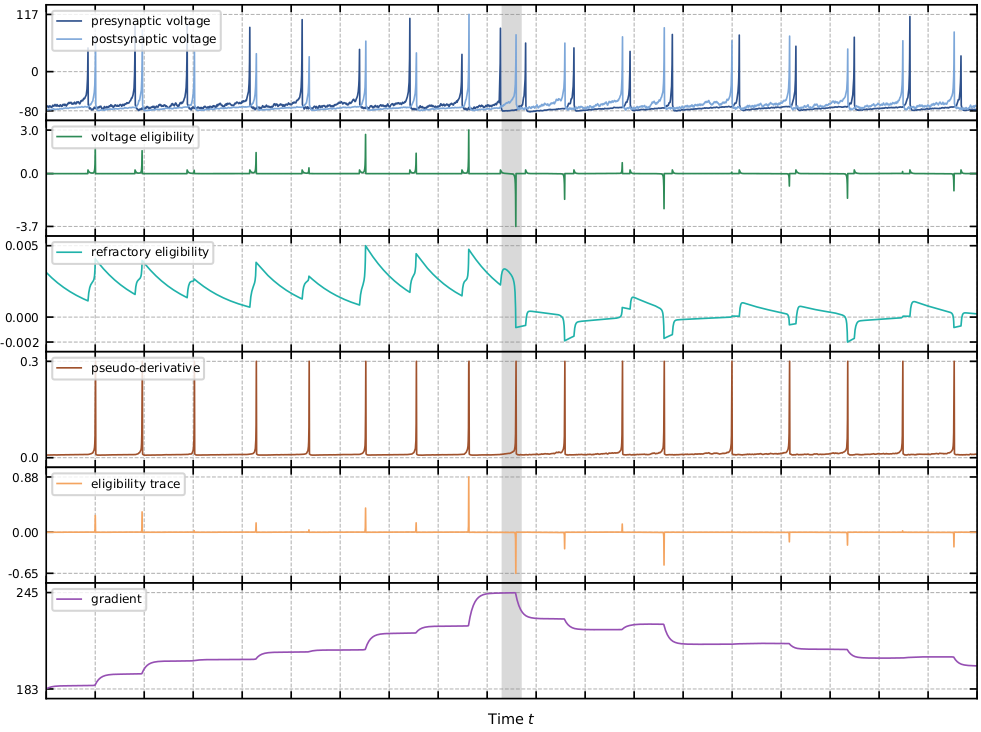 117
presynaptic voltage
postsynaptic voltage
0
-80
3.0
voltage eligibility
0.0
-3.7
0.005
refractory eligibility
0.000
-0.002
0.3
pseudo-derivative
0.0
0.88
eligibility trace
0.00
-0.65
245
gradient
183
Time t